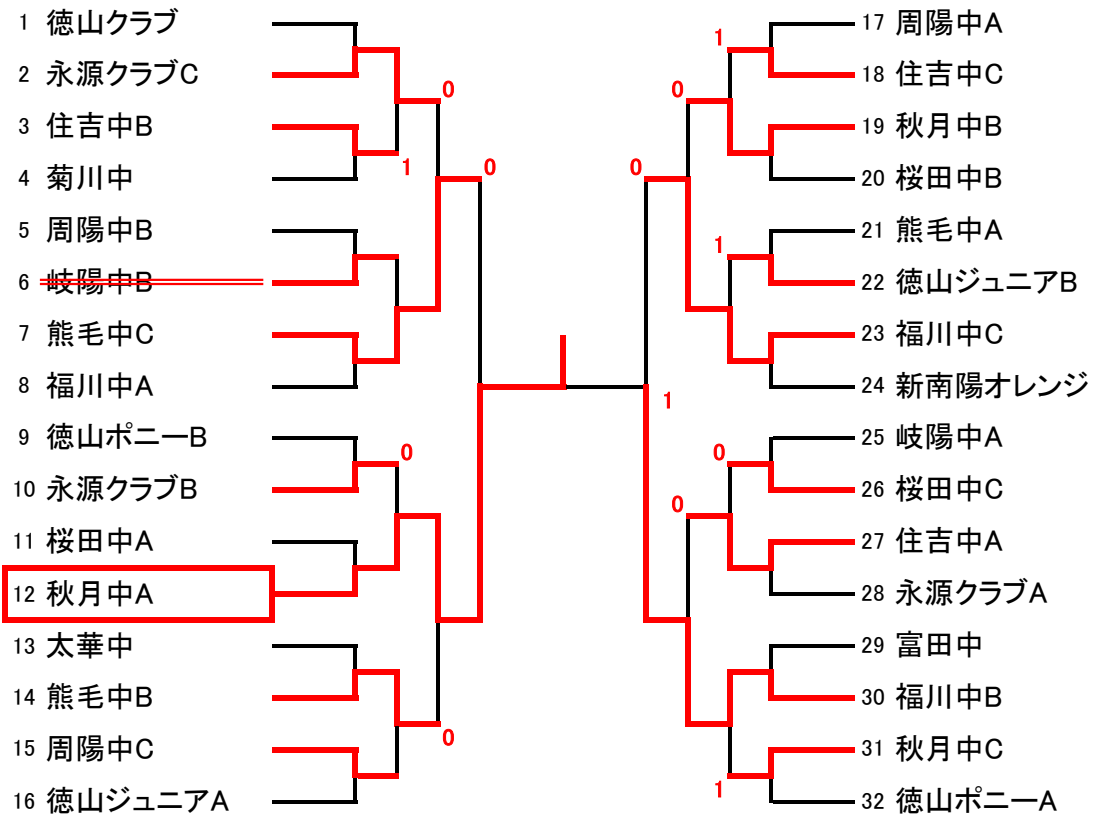 1 徳山クラブ
2 永源クラブC
3 住吉中B
4 菊川中
5 周陽中B
6 岐陽中B
7 熊毛中C
8 福川中A
9 徳山ポニーB
10 永源クラブB
11 桜田中A
12 秋月中A
13 太華中
14 熊毛中B
15 周陽中C
16 徳山ジュニアA
0
1
0
0
0
1
0
0
1
1
0
0
1
17 周陽中A
18 住吉中C
19 秋月中B
20 桜田中B
21 熊毛中A
22 徳山ジュニアB
23 福川中C
24 新南陽オレンジ
25 岐陽中A
26 桜田中C
27 住吉中A
28 永源クラブA
29 富田中
30 福川中B
31 秋月中C
32 徳山ポニーA